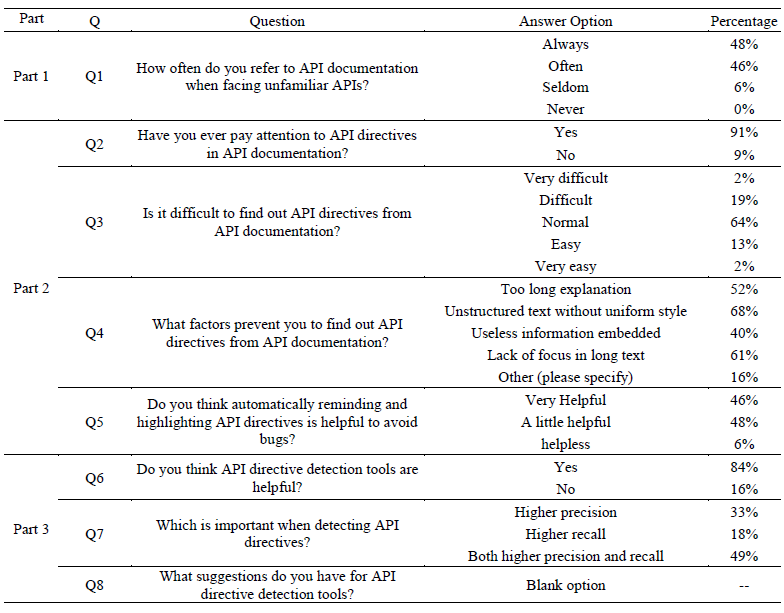 Part Q Question Answer Option Percentage
Part 1 Q1 How often do you refer to API documentation
when facing unfamiliar APIs?
Always 48%
Often 46%
Seldom 6%
Never 0%
Part 2 Q2 Have you ever pay attention to API directives
in API documentation?
Yes 91%
No 9%
Q3 Is it difficult to find out API directives from
API documentation?
Very difficult 2%
Difficult 19%
Normal 64%
Easy 13%
Very easy 2%
Q4 What factors prevent you to find out API
directives from API documentation?
Too long explanation 52%
Unstructured text without uniform style 68%
Useless information embedded 40%
Lack of focus in long text 61%
Other (please specify) 16%
Q5 Do you think automatically reminding and
highlighting API directives is helpful to avoid
bugs?
Very Helpful 46%
A little helpful 48%
helpless 6%
Part 3 Q6 Do you think API directive detection tools are
helpful?
Yes 84%
No 16%
Q7 Which is important when detecting API
directives?
Higher precision 33%
Higher recall 18%
Both higher precision and recall 49%
Q8 What suggestions do you have for API
directive detection tools?
Blank option --